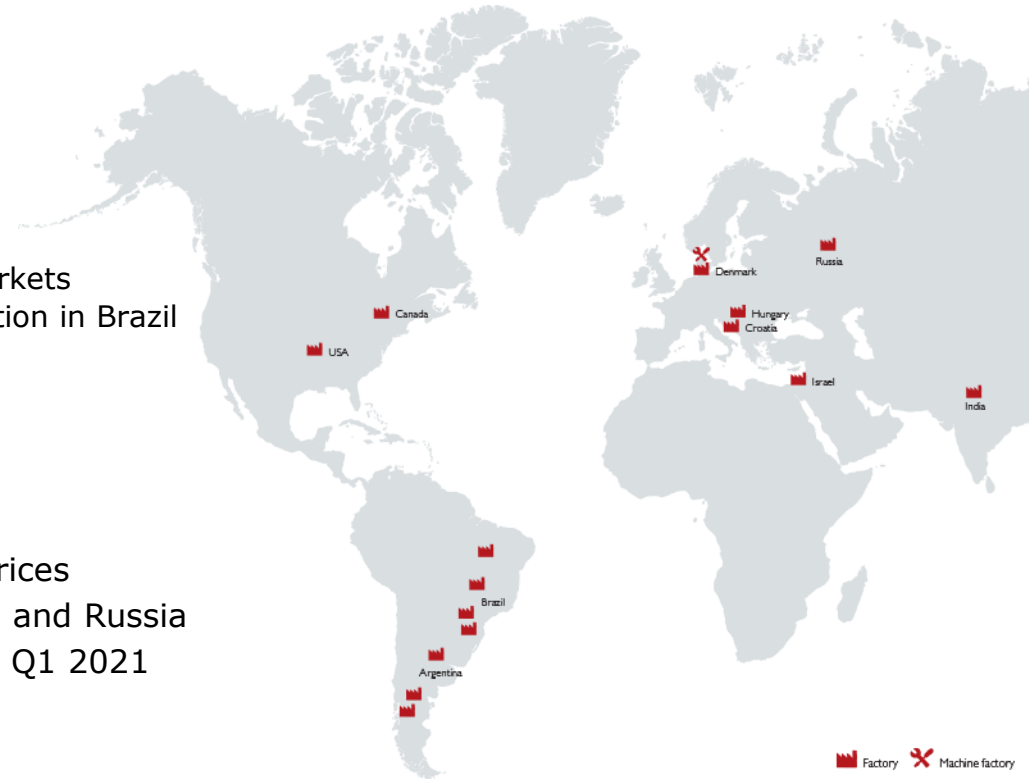 rkets
tion in Brazil
rices
and Russia
Q1 2021
Canada
USA
Denmark
Russia
Hungary
Croatia
Israel
India
Brazil
Argentina
Factory Machine factory